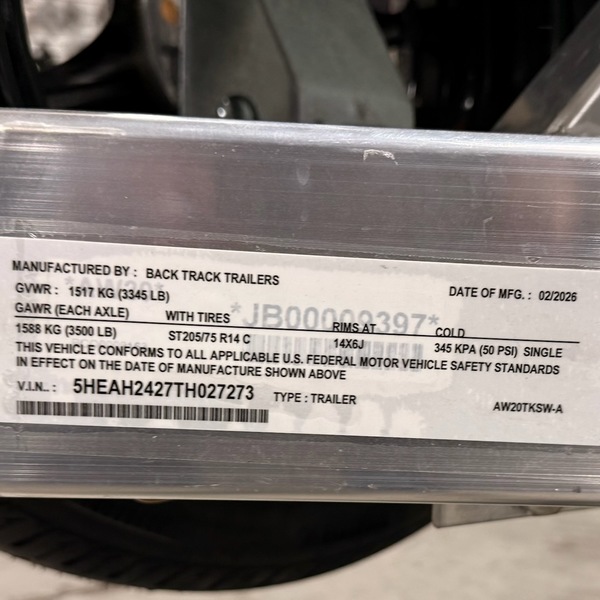 MANUFACTURED BY : BACK TRACK TRAILERS
GVWR : 1517 KG (3345 LB) DATE OF MFG. : 02/2026
*AW20* *JB00009397*
GAWR (EACH AXLE) WITH TIRES RIMS AT COLD
1588 KG (3500 LB) ST205/75 R14 C 14X6J 345 KPA (50 PSI) SINGLE
THIS VEHICLE CONFORMS TO ALL APPLICABLE U.S. FEDERAL MOTOR VEHICLE SAFETY STANDARDS
IN EFFECT ON THE DATE OF MANUFACTURE SHOWN ABOVE
V.I.N.. : 5HEAH2427TH027273 TYPE : TRAILER AW20TKSW-A